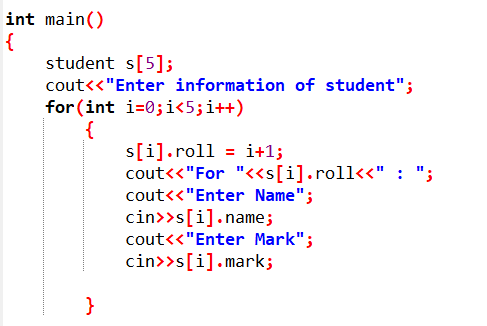 int main()
{
student s[5];
cout<<"Enter information of student";
for(int i=0;i<5;i++)
{
s[i].roll = i+1;
cout<<"For "<<s[i].roll<<" : ";
cout<<"Enter Name";
cin>>s[i].name;
cout<<"Enter Mark";
cin>>s[i].mark;
}